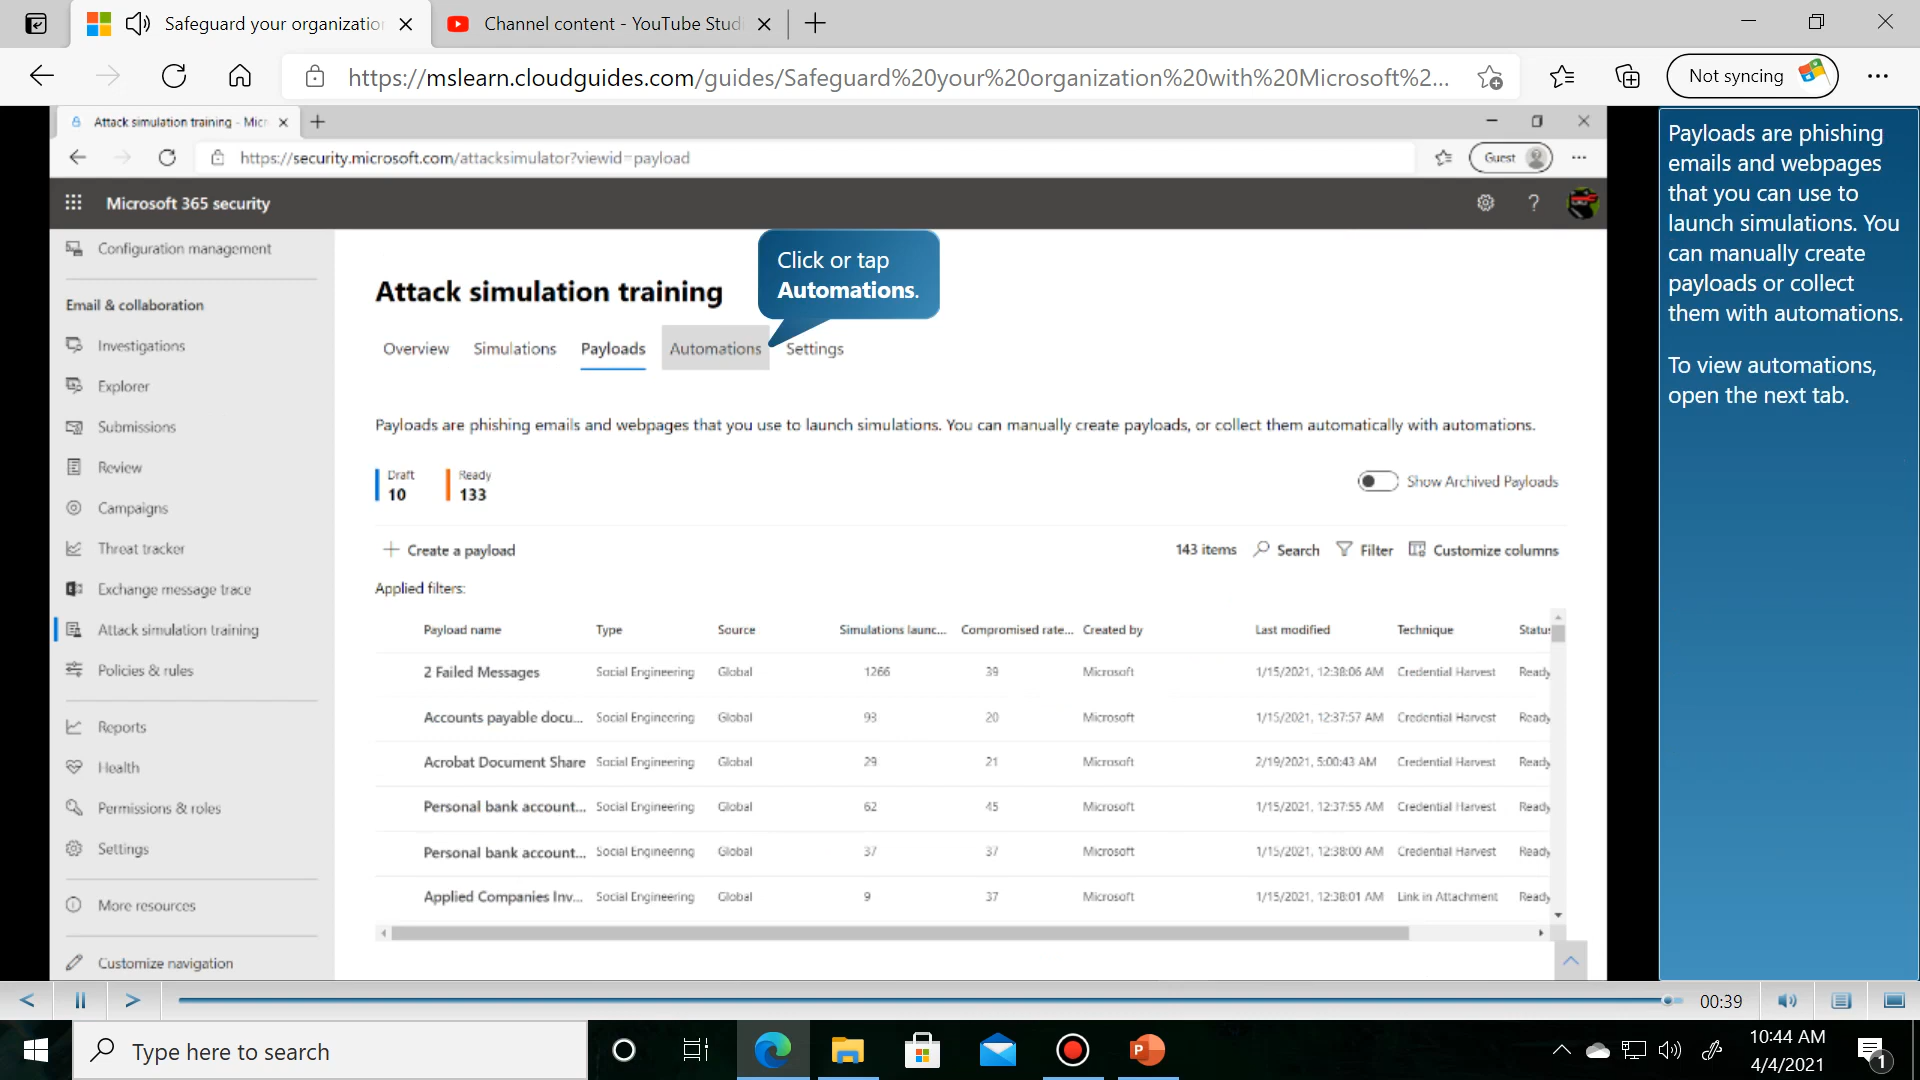 Safeguard your organizatio
Channel content - YouTube Stud
https://mslearn.cloudguides.com/guides/Safeguard%20your%20organization%20with%20Microsoft%2...
Not syncing
Attack simulation training - Micr
https://security.microsoft.com/attacksimulator?viewid=payload
Guest
Microsoft 365 security
?
Configuration management
Email & collaboration
Investigations
Explorer
Submissions
Review
Campaigns
Threat tracker
Exchange message trace
Attack simulation training
Policies & rules
Reports
Health
Permissions & roles
Settings
More resources
Customize navigation
Attack simulation training
Click or tap
Automations.
Overview Simulations Payloads Automations Settings
Payloads are phishing emails and webpages that you use to launch simulations. You can manually create payloads, or collect them automatically with automations.
Draft Ready
10 133
Show Archived Payloads
Create a payload
143 items Search Filter Customize columns
Applied filters:
Payload name Type Source Simulations launc... Compromised rate... Created by Last modified Technique Status
2 Failed Messages Social Engineering Global 1266 39 Microsoft 1/15/2021, 12:38:06 AM Credential Harvest Ready
Accounts payable docu... Social Engineering Global 93 20 Microsoft 1/15/2021, 12:37:57 AM Credential Harvest Ready
Acrobat Document Share Social Engineering Global 29 21 Microsoft 2/19/2021, 5:00:43 AM Credential Harvest Ready
Personal bank account... Social Engineering Global 62 45 Microsoft 1/15/2021, 12:37:55 AM Credential Harvest Ready
Personal bank account... Social Engineering Global 37 37 Microsoft 1/15/2021, 12:38:00 AM Credential Harvest Ready
Applied Companies Inv... Social Engineering Global 9 37 Microsoft 1/15/2021, 12:38:01 AM Link in Attachment Ready
Payloads are phishing
emails and webpages
that you can use to
launch simulations. You
can manually create
payloads or collect
them with automations.
To view automations,
open the next tab.
00:39
Type here to search
P
10:44 AM
4/4/2021
1